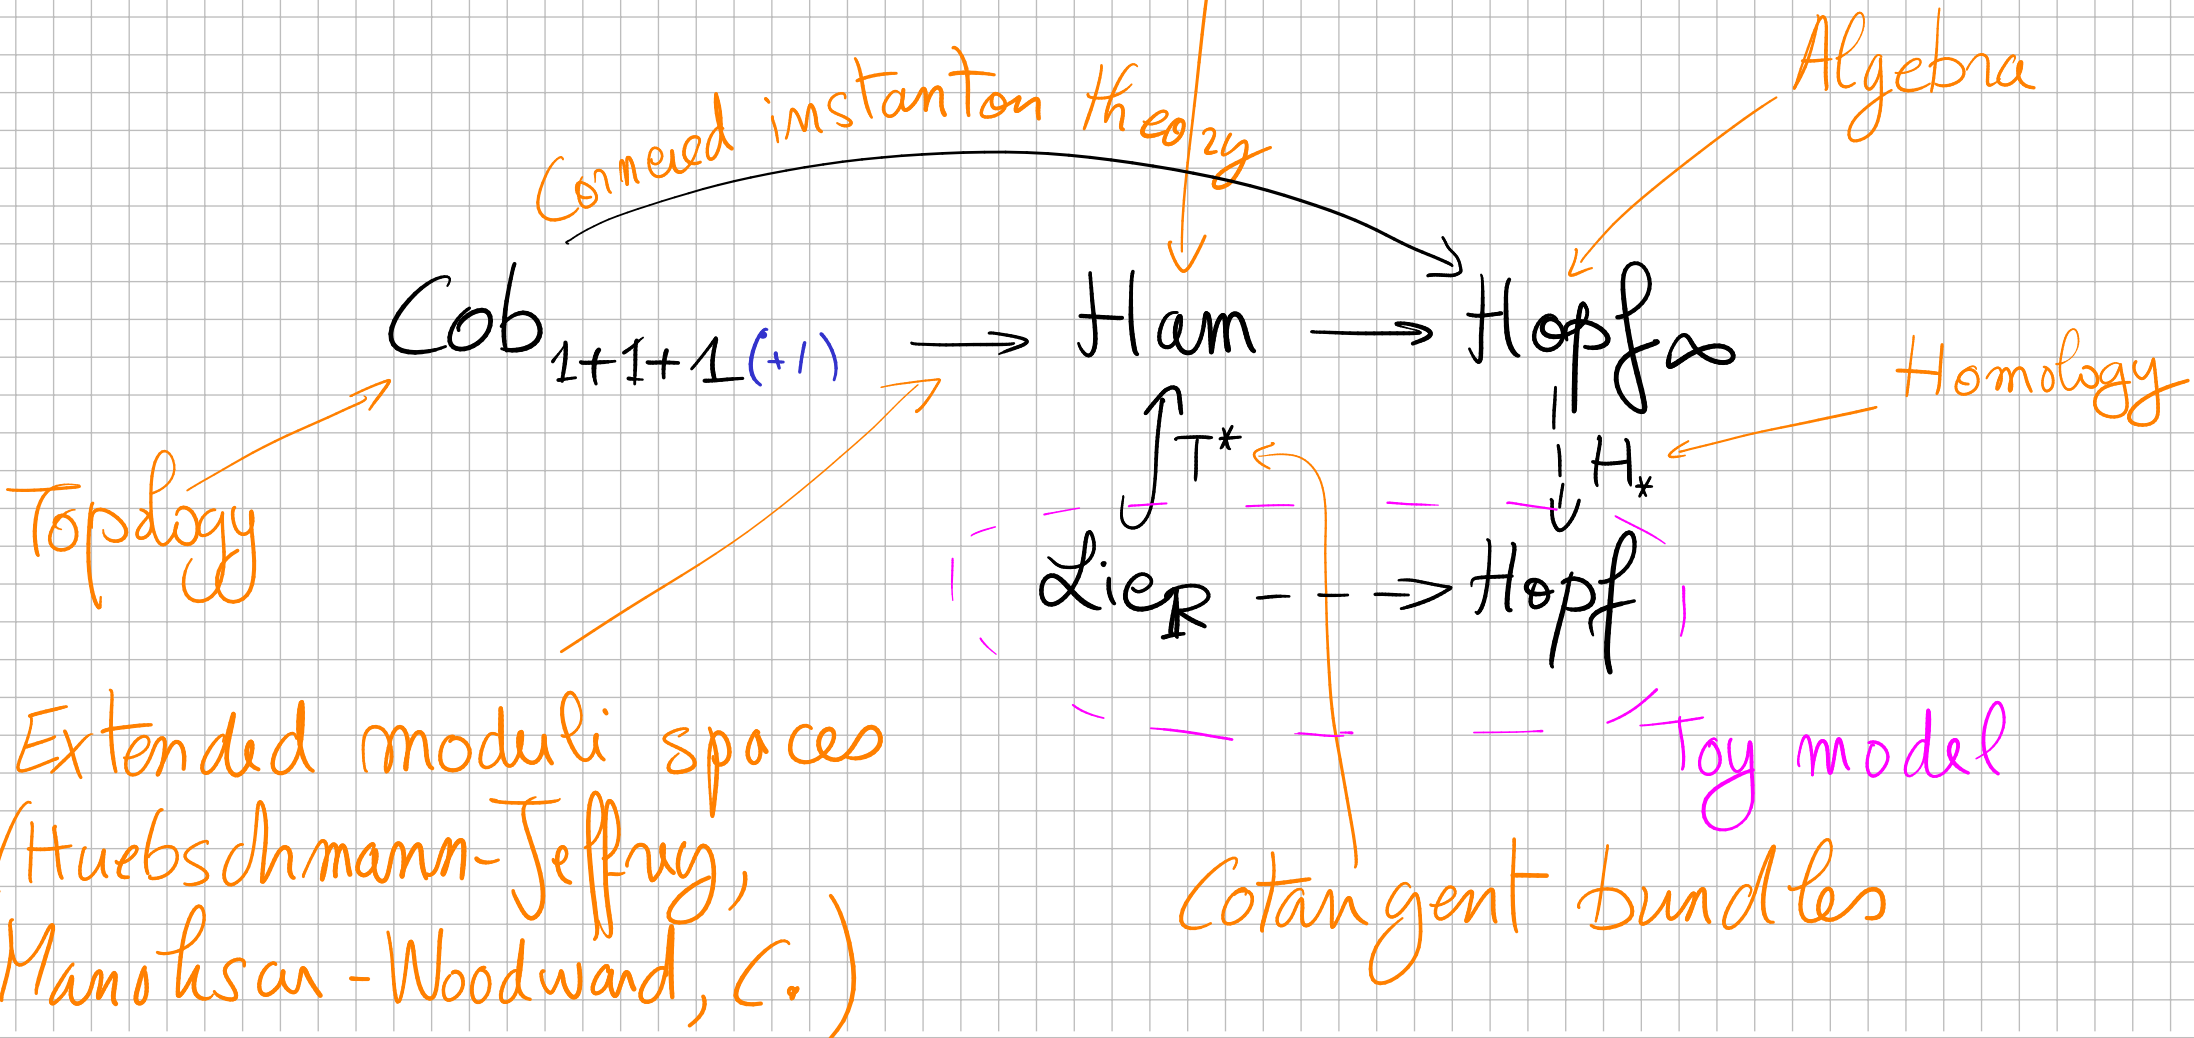 Algebra
Cornered instanton theory
Cob₁₊₁₊₁(+1) → Ham → Hopf∞
Homology
T*
H*
Topology
Lie_R --→ Hopf
Toy model
Extended moduli spaces
(Huebschmann-Jeffrey,
Manolescu-Woodward, C.)
Cotangent bundles